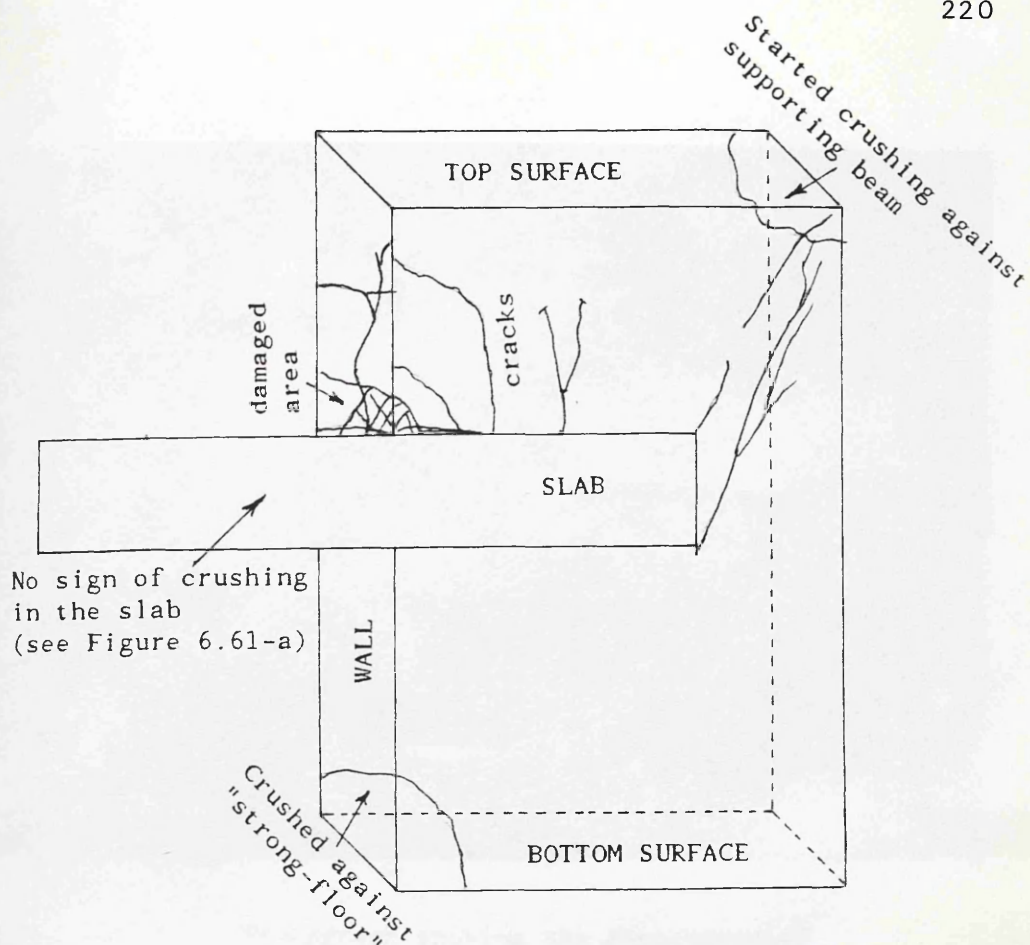 220
Started crushing against
supporting beam
TOP SURFACE
damaged
area
cracks
SLAB
No sign of crushing
in the slab
(see Figure 6.61-a)
WALL
Crushed against
"strong-floor"
BOTTOM SURFACE